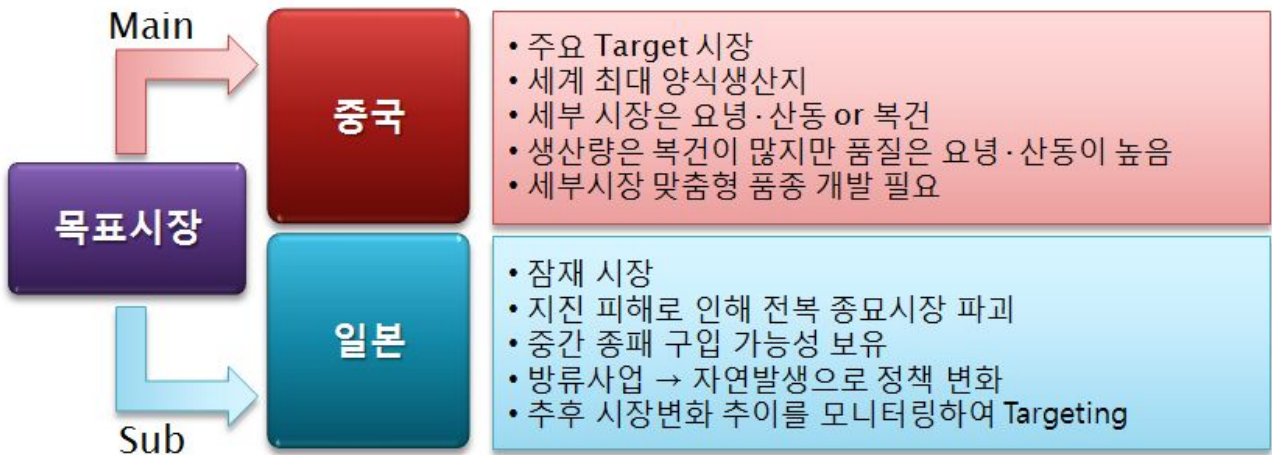 Main
목표시장
Sub
중국
• 주요 Target 시장
• 세계 최대 양식생산지
• 세부 시장은 요녕·산동 or 복건
• 생산량은 복건이 많지만 품질은 요녕·산동이 높음
• 세부시장 맞춤형 품종 개발 필요
일본
• 잠재 시장
• 지진 피해로 인해 전복 종묘시장 파괴
• 중간 종패 구입 가능성 보유
• 방류사업 → 자연발생으로 정책 변화
• 추후 시장변화 추이를 모니터링하여 Targeting